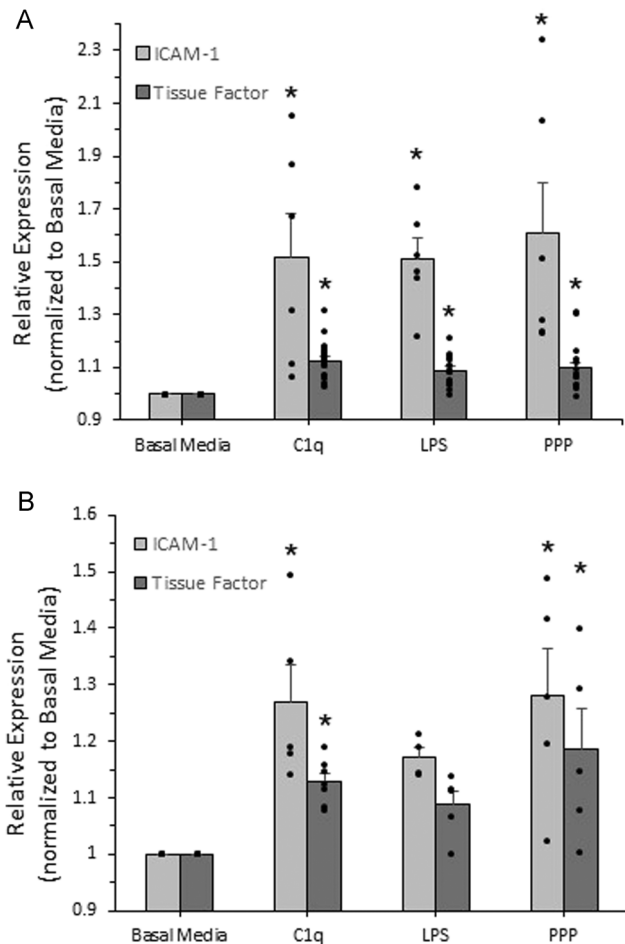 A
Relative Expression
(normalized to Basal Media)
2.3
2.1
1.9
1.7
1.5
1.3
1.1
0.9
ICAM-1
Tissue Factor
*
*
*
*
*
*
Basal Media
C1q
LPS
PPP
B
Relative Expression
(normalized to Basal Media)
1.6
1.5
1.4
1.3
1.2
1.1
1
0.9
ICAM-1
Tissue Factor
*
*
*
*
Basal Media
C1q
LPS
PPP